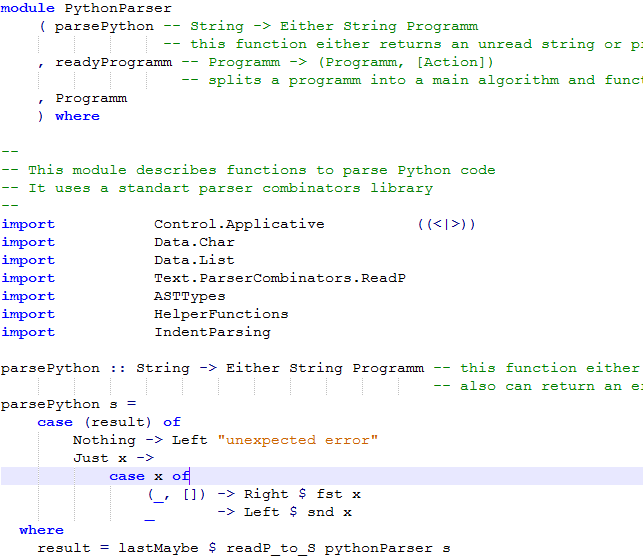 module PythonParser
( parsePython -- String -> Either String Programm
-- this function either returns an unread string or
, readyProgramm -- Programm -> (Programm, [Action])
-- splits a programm into a main algorithm and
, Programm
) where
--
-- This module describes functions to parse Python code
-- It uses a standart parser combinators library
--
import Control.Applicative ((<|>))
import Data.Char
import Data.List
import Text.ParserCombinators.ReadP
import ASTTypes
import HelperFunctions
import IndentParsing
parsePython :: String -> Either String Programm -- this function either
-- also can return an
parsePython s =
case (result) of
Nothing -> Left "unexpected error"
Just x ->
case x of
(_, []) -> Right $ fst x
_ -> Left $ snd x
where
result = lastMaybe $ readP_to_S pythonParser s